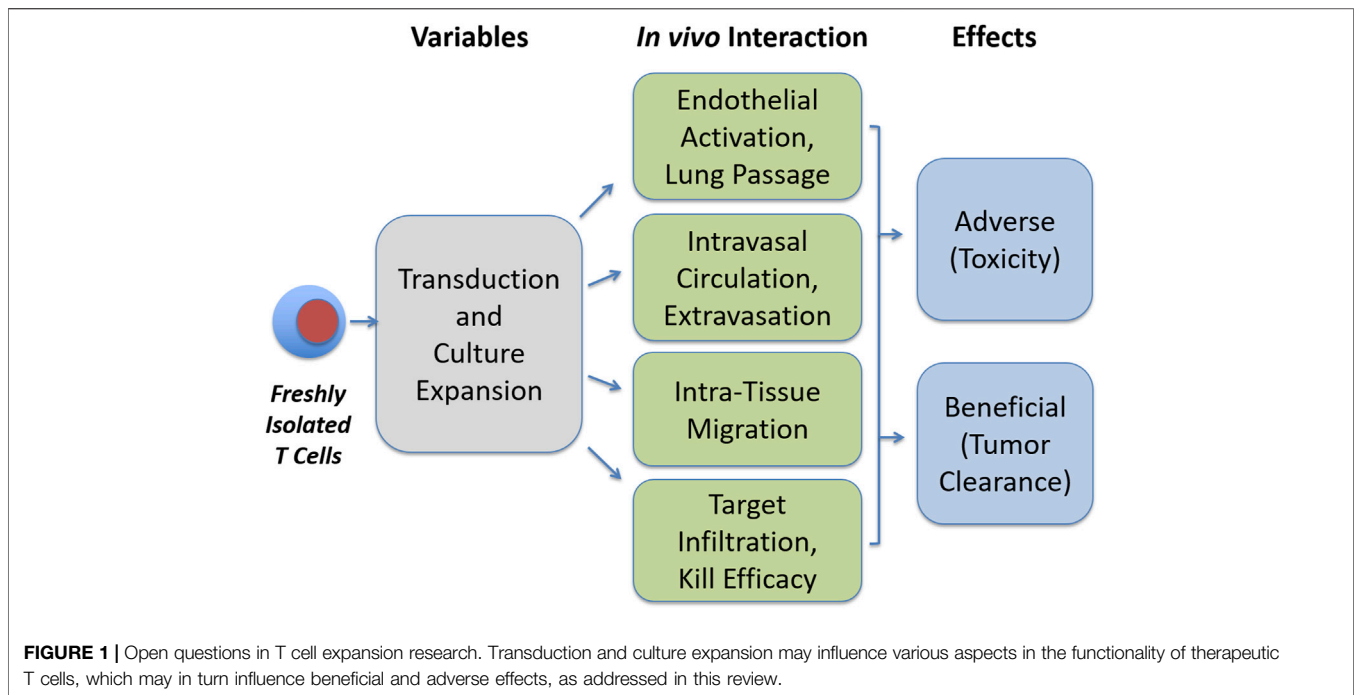 Variables
In vivo Interaction
Effects
Freshly
Isolated
T Cells
Transduction
and
Culture
Expansion
Endothelial
Activation,
Lung Passage
Intravasal
Circulation,
Extravasation
Intra-Tissue
Migration
Target
Infiltration,
Kill Efficacy
Adverse
(Toxicity)
Beneficial
(Tumor
Clearance)
FIGURE 1 | Open questions in T cell expansion research. Transduction and culture expansion may influence various aspects in the functionality of therapeutic
T cells, which may in turn influence beneficial and adverse effects, as addressed in this review.